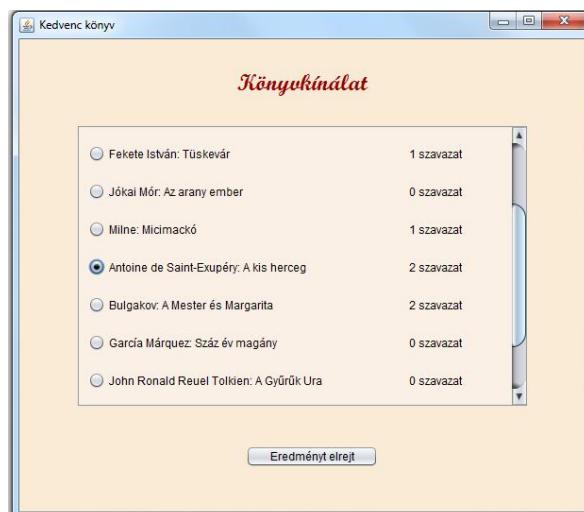 Kedvenc könyv
Könyvkínálat
Fekete István: Tüskevár 1 szavazat
Jókai Mór: Az arany ember 0 szavazat
Milne: Micimackó 1 szavazat
Antoine de Saint-Exupéry: A kis herceg 2 szavazat
Bulgakov: A Mester és Margarita 2 szavazat
García Márquez: Száz év magány 0 szavazat
John Ronald Reuel Tolkien: A Gyűrűk Ura 0 szavazat
Eredményt elrejt